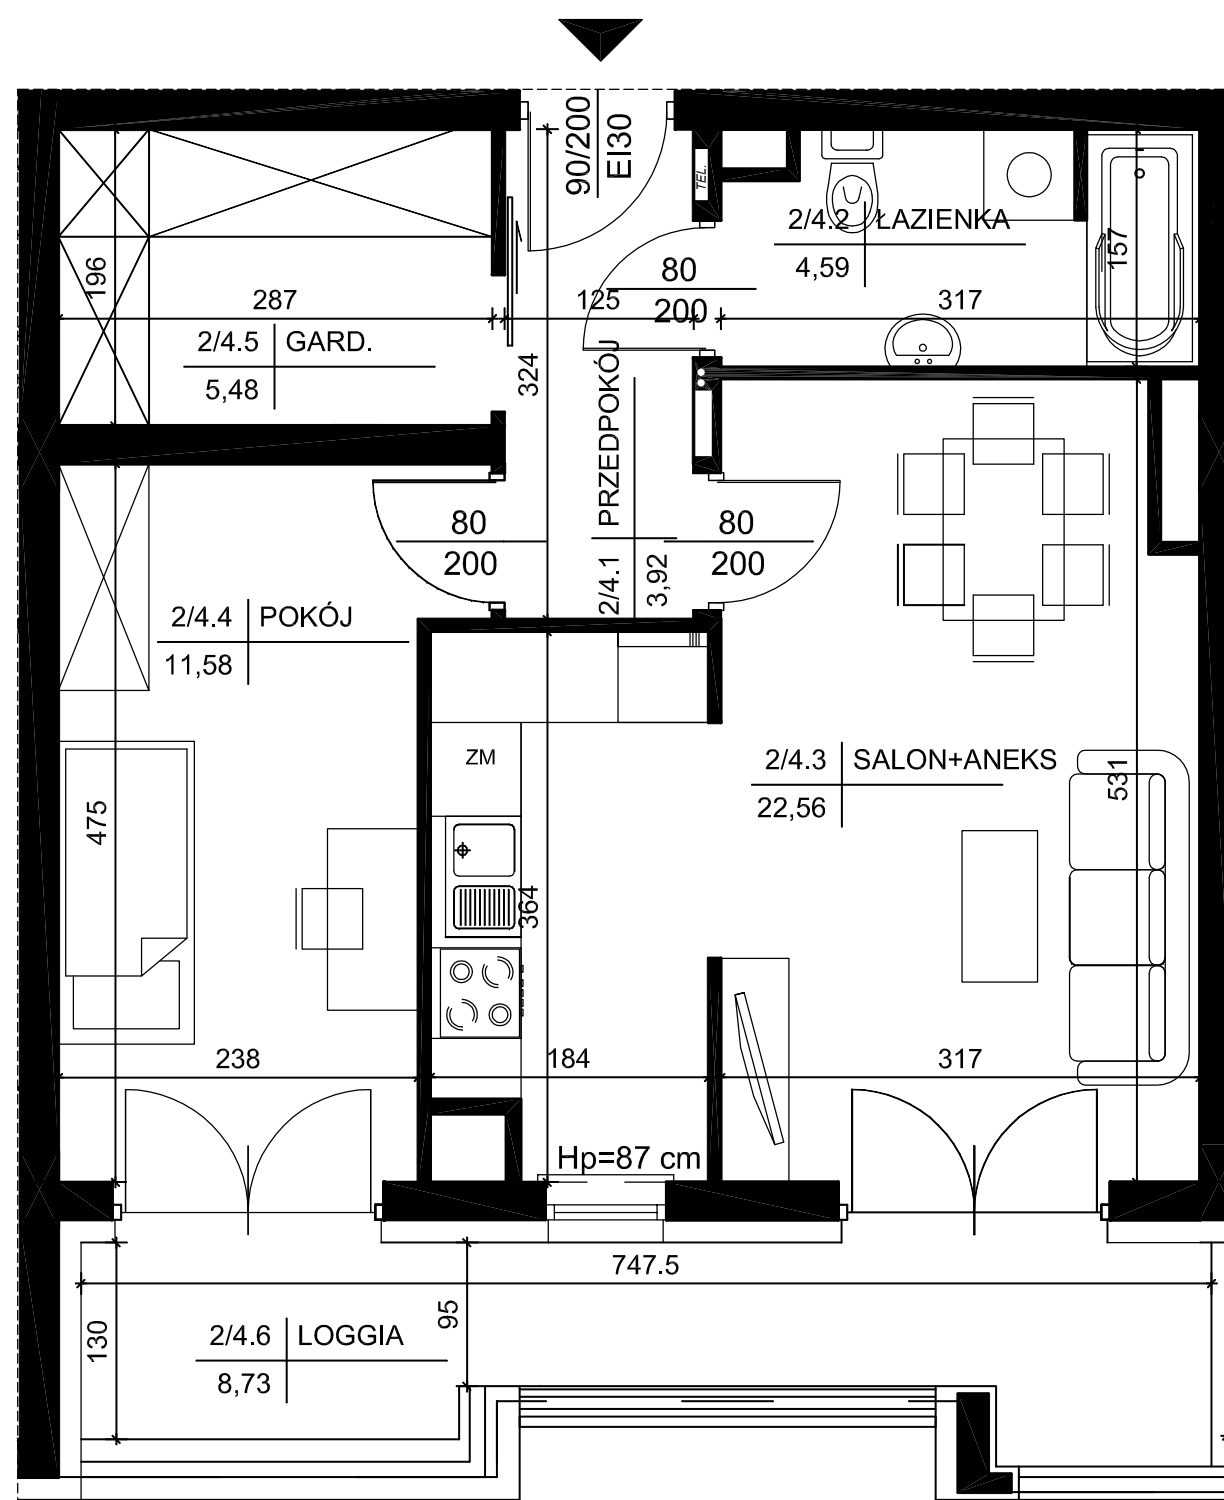 90/200
EI30
TEL.
2/4.2 ŁAZIENKA
4,59
157
196
80
200
287
125
317
2/4.5 GARD.
5,48
324
2/4.1 PRZEDPOKÓJ
3,92
80
200
80
200
2/4.4 POKÓJ
11,58
ZM
2/4.3 SALON+ANEKS
22,56
531
475
364
238
184
317
Hp=87 cm
747.5
130
95
2/4.6 LOGGIA
8,73